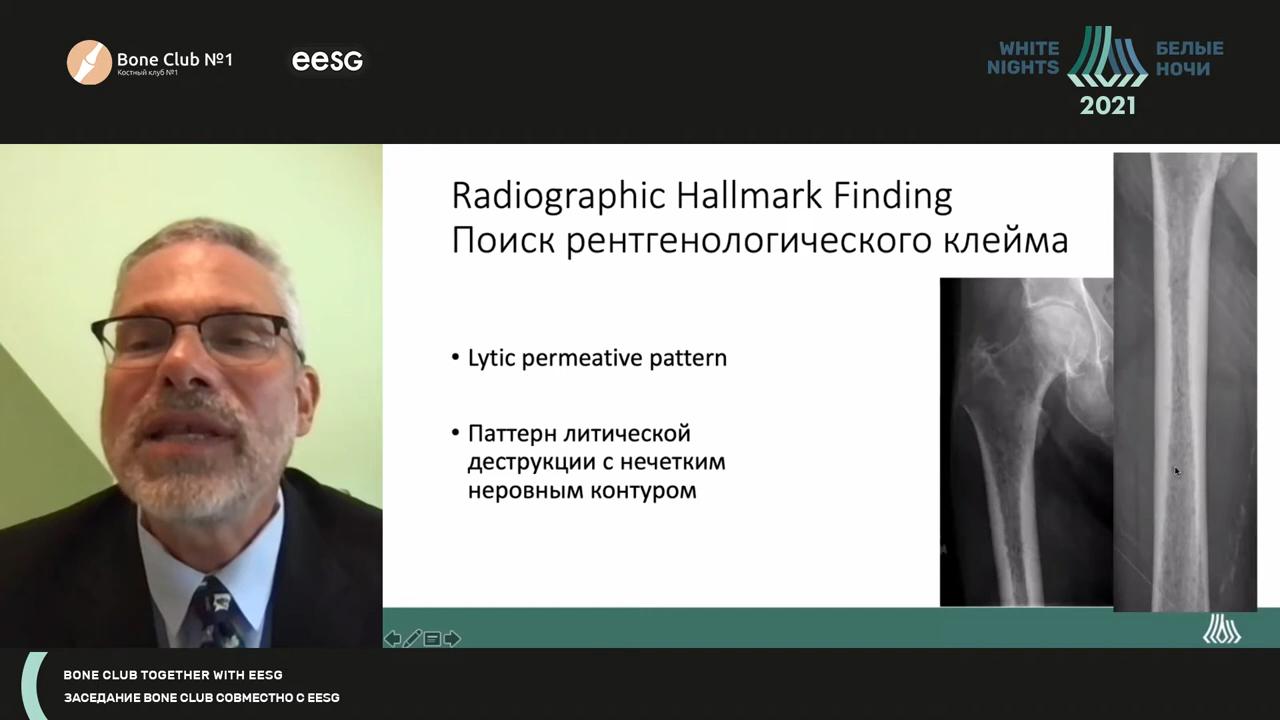 Bone Club №1
Костный клуб №1
eesg
WHITE
NIGHTS
БЕЛЫЕ
НОЧИ
2021
Radiographic Hallmark Finding
Поиск рентгенологического клейма
• Lytic permeative pattern
• Паттерн литической
деструкции с нечетким
неровным контуром
BONE CLUB TOGETHER WITH EESG
ЗАСЕДАНИЕ BONE CLUB СОВМЕСТНО С EESG